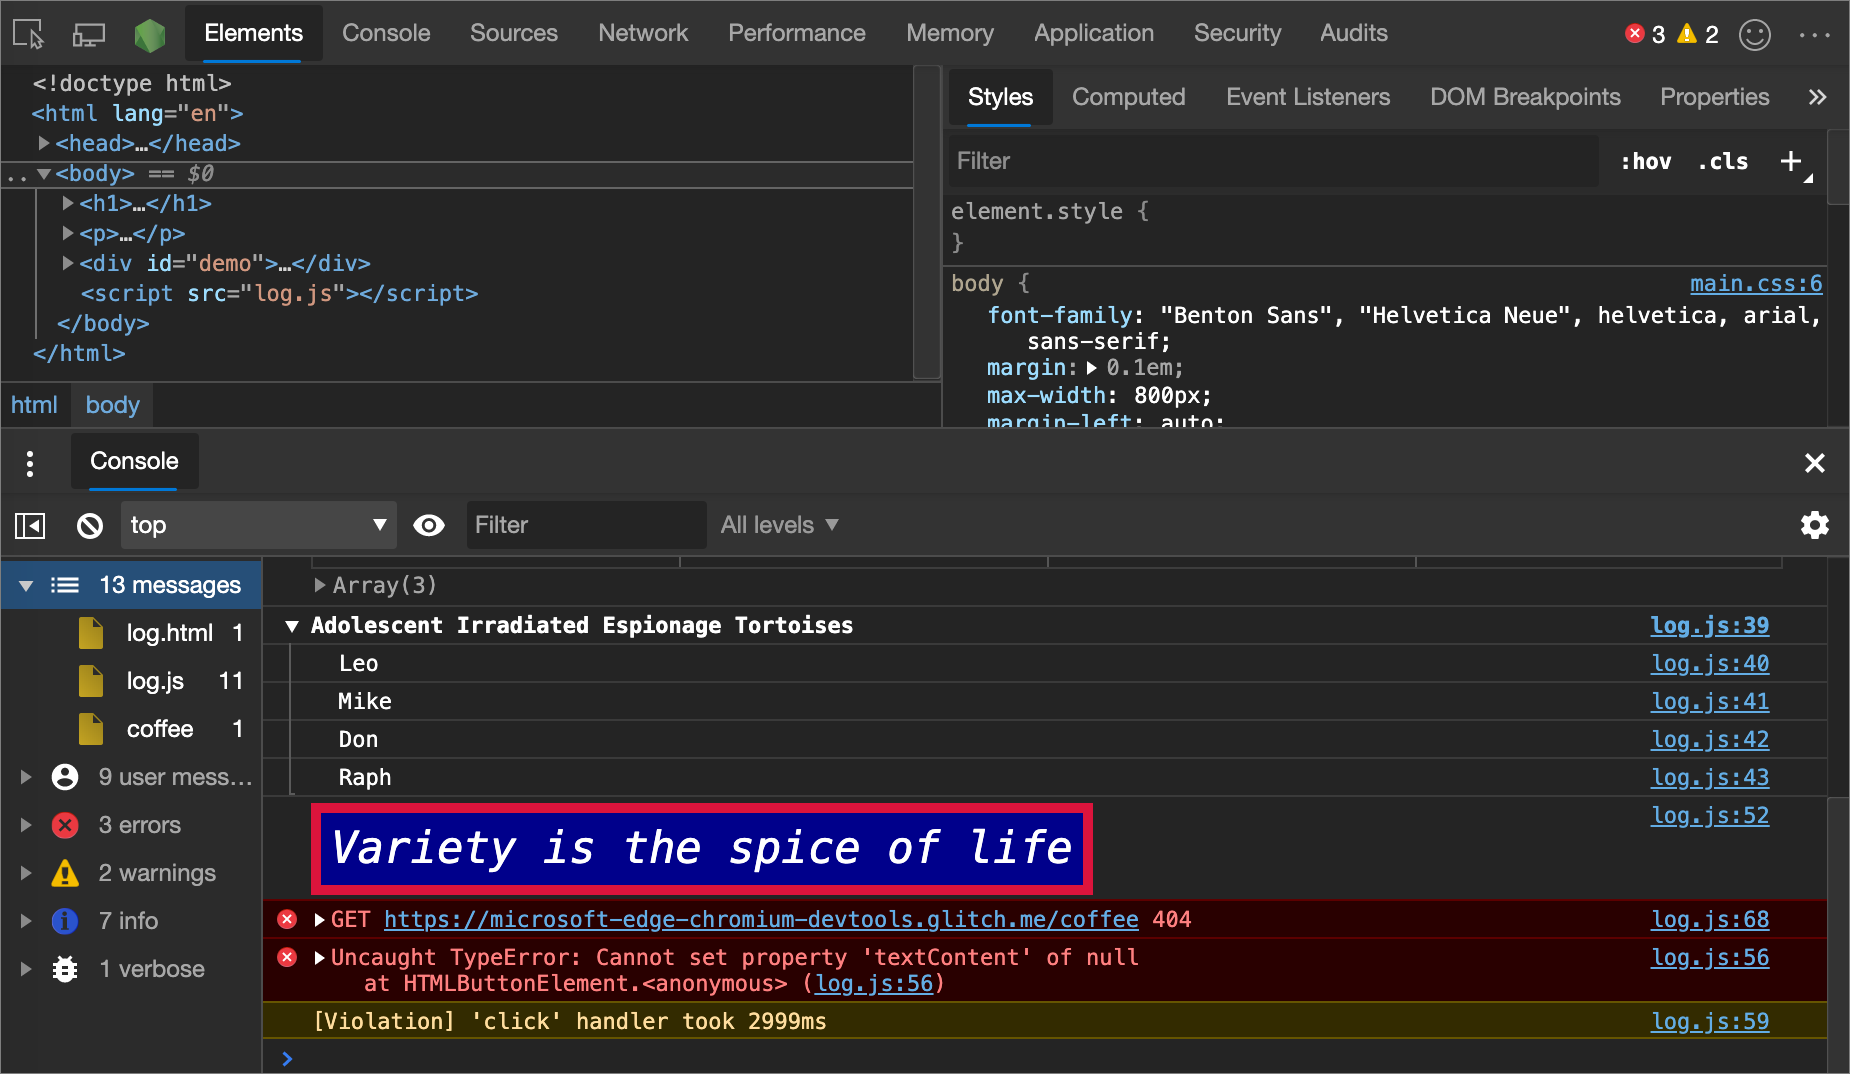 Elements Console Sources Network Performance Memory Application Security Audits 3 2
<!doctype html>
<html lang="en">
<head>…</head>
<body> == $0
<h1>…</h1>
<p>…</p>
<div id="demo">…</div>
<script src="log.js"></script>
</body>
</html>
html body
Styles Computed Event Listeners DOM Breakpoints Properties »
Filter :hov .cls +
element.style {
}
body { main.css:6
font-family: "Benton Sans", "Helvetica Neue", helvetica, arial,
sans-serif;
margin: 0.1em;
max-width: 800px;
margin-left: auto;
Console
top Filter All levels
13 messages
log.html 1
log.js 11
coffee 1
9 user mess…
3 errors
2 warnings
7 info
1 verbose
Array(3)
Adolescent Irradiated Espionage Tortoises log.js:39
Leo log.js:40
Mike log.js:41
Don log.js:42
Raph log.js:43
Variety is the spice of life log.js:52
GET https://microsoft-edge-chromium-devtools.glitch.me/coffee 404 log.js:68
Uncaught TypeError: Cannot set property 'textContent' of null log.js:56
at HTMLButtonElement.<anonymous> (log.js:56)
[Violation] 'click' handler took 2999ms log.js:59